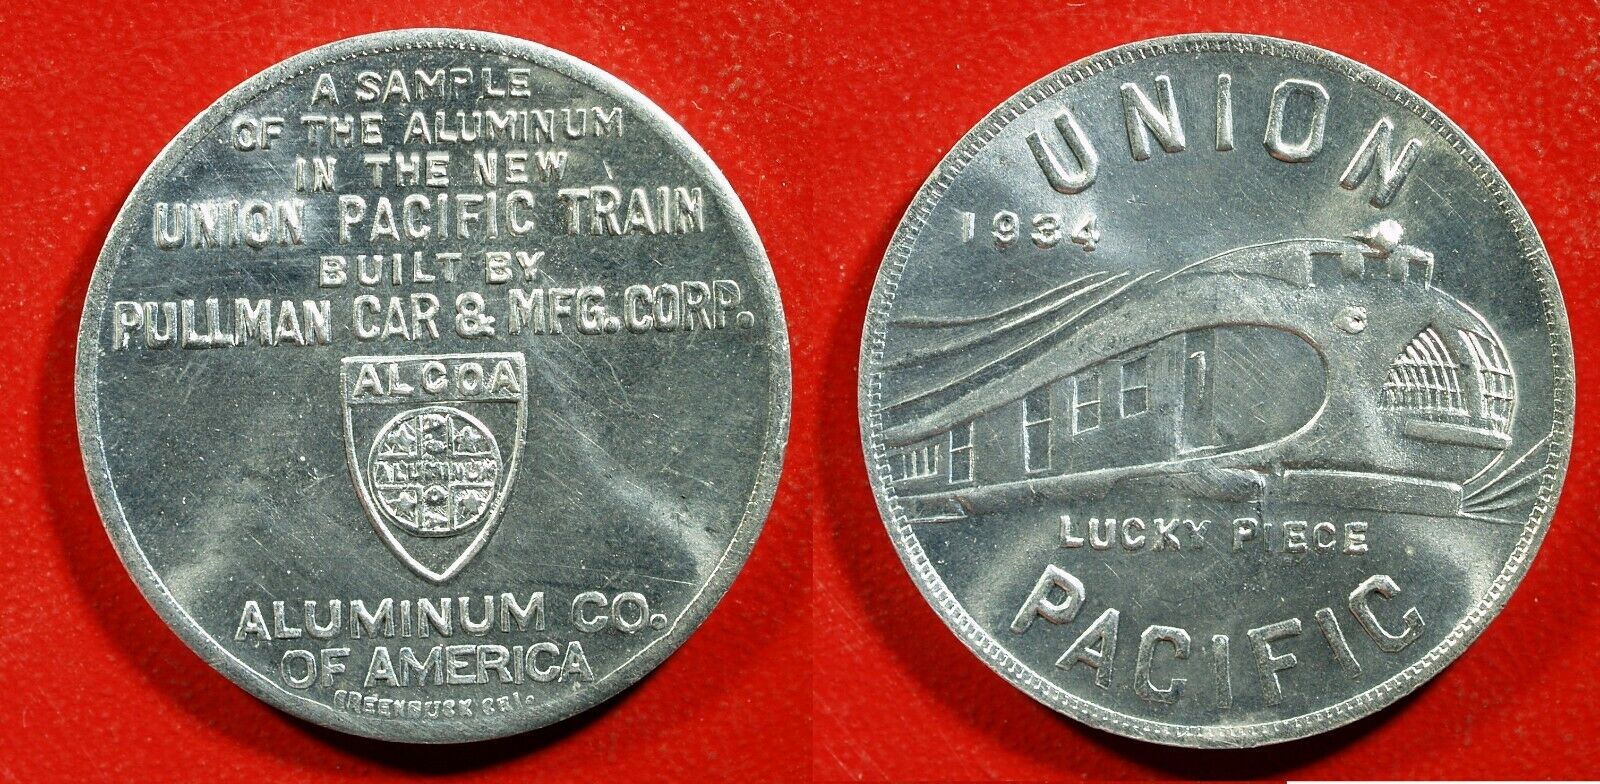 A SAMPLE
OF THE ALUMINUM
IN THE NEW
UNION PACIFIC TRAIN
BUILT BY
PULLMAN CAR & MFG. CORP.
ALCOA
ALUMINUM
ALUMINUM CO.
OF AMERICA
UNION
1934
LUCKY PIECE
PACIFIC